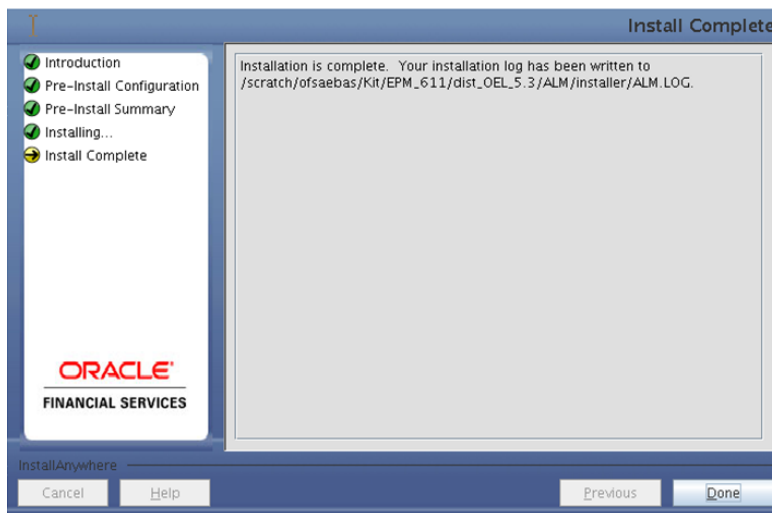 Install Complete
Introduction
Pre-Install Configuration
Pre-Install Summary
Installing...
Install Complete
Installation is complete. Your installation log has been written to
/scratch/ofsaebas/Kit/EPM_611/dist_OEL_5.3/ALM/installer/ALM.LOG.
ORACLE
FINANCIAL SERVICES
InstallAnywhere
Cancel
Help
Previous
Done